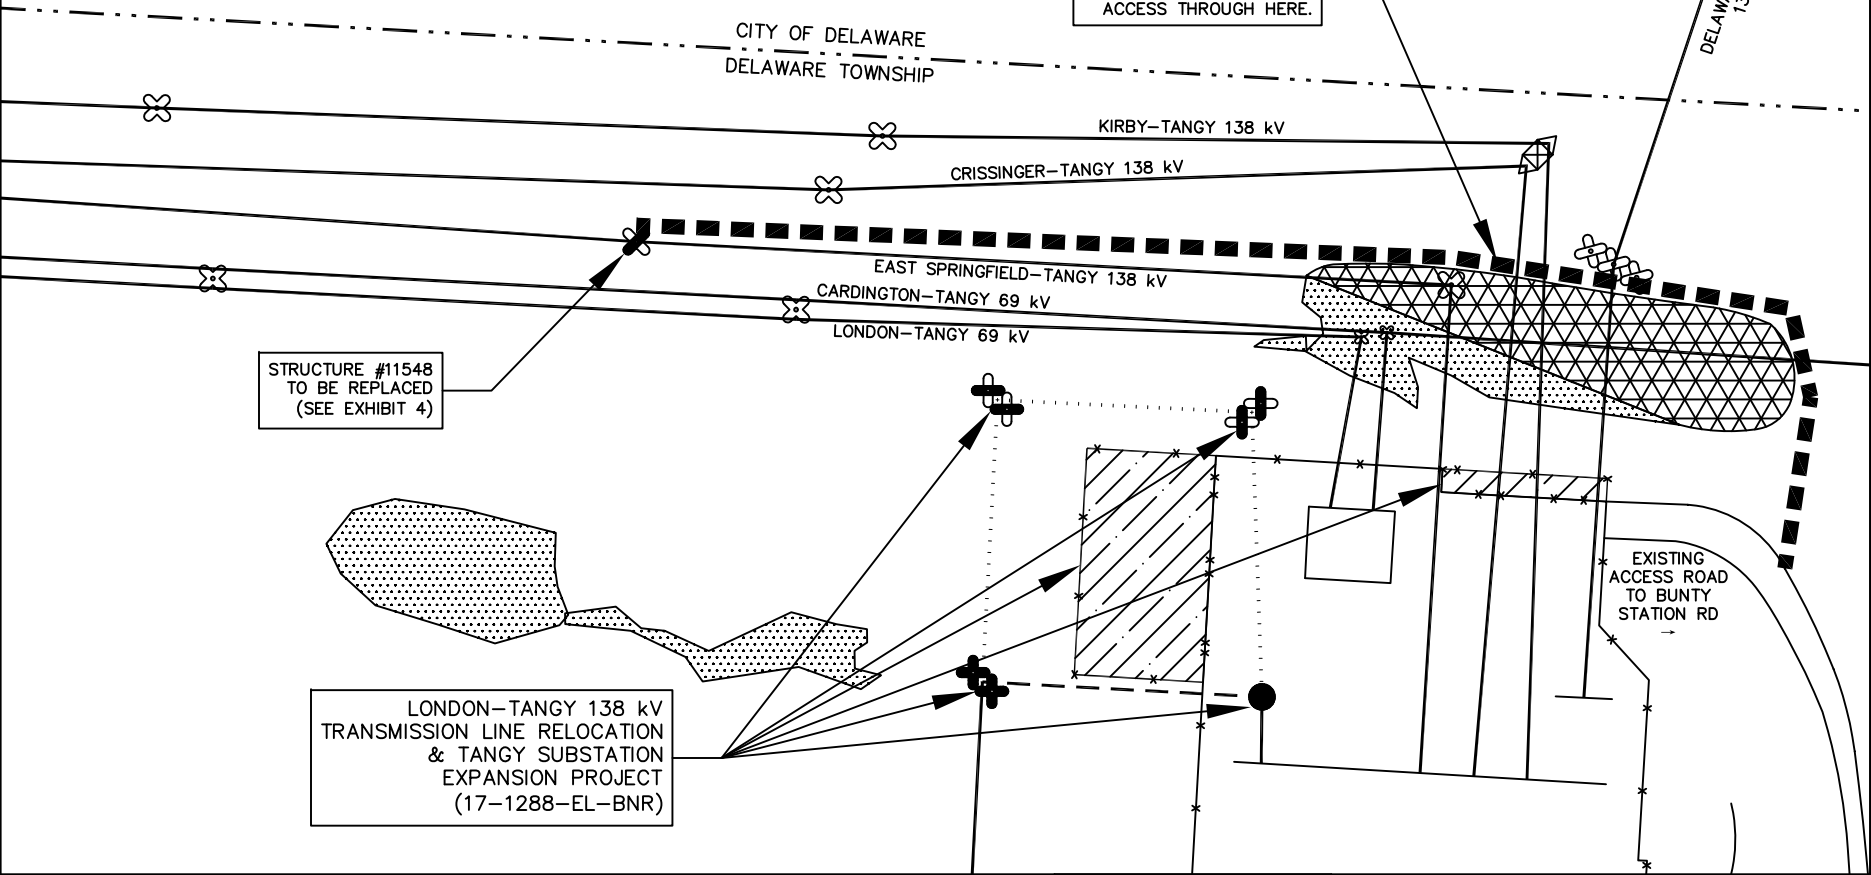 ACCESS THROUGH HERE.
CITY OF DELAWARE
DELAWARE TOWNSHIP
KIRBY–TANGY 138 kV
CRISSINGER–TANGY 138 kV
EAST SPRINGFIELD–TANGY 138 kV
CARDINGTON–TANGY 69 kV
LONDON–TANGY 69 kV
STRUCTURE #11548
TO BE REPLACED
(SEE EXHIBIT 4)
EXISTING
ACCESS ROAD
TO BUNTY
STATION RD
→
LONDON–TANGY 138 kV
TRANSMISSION LINE RELOCATION
& TANGY SUBSTATION
EXPANSION PROJECT
(17–1288–EL–BNR)